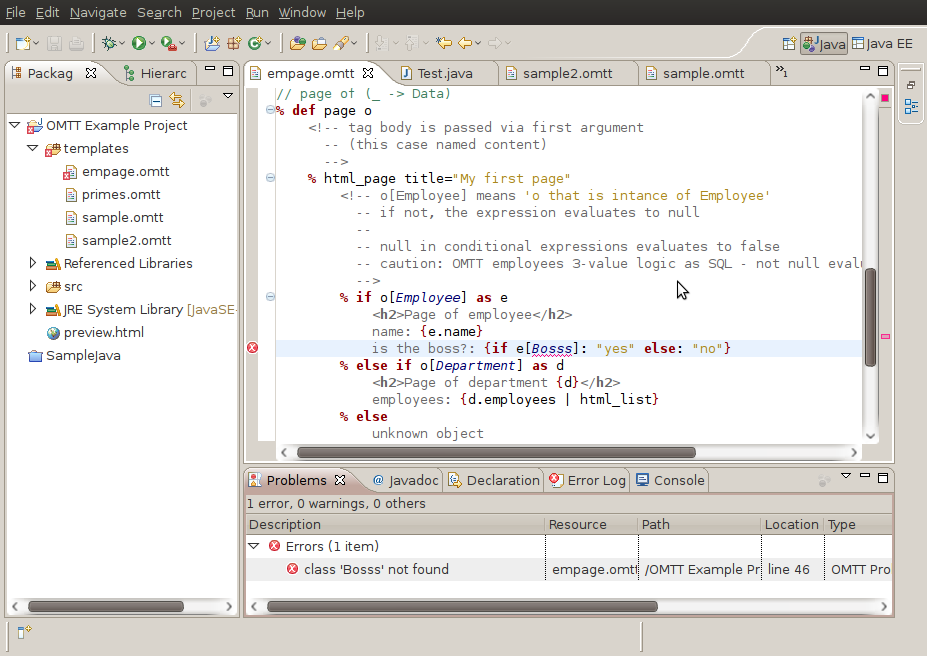 File Edit Navigate Search Project Run Window Help
Java Java EE
Packag Hierarc
empage.omtt Test.java sample2.omtt sample.omtt »1
OMTT Example Project
templates
empage.omtt
primes.omtt
sample.omtt
sample2.omtt
Referenced Libraries
src
JRE System Library [JavaSE-
preview.html
SampleJava
// page of (_ -> Data)
% def page o
<!-- tag body is passed via first argument
-- (this case named content)
-->
% html_page title="My first page"
<!-- o[Employee] means 'o that is intance of Employee'
-- if not, the expression evaluates to null
--
-- null in conditional expressions evaluates to false
-- caution: OMTT employees 3-value logic as SQL - not null eval
-->
% if o[Employee] as e
<h2>Page of employee</h2>
name: {e.name}
is the boss?: {if e[Bosss]: "yes" else: "no"}
% else if o[Department] as d
<h2>Page of department {d}</h2>
employees: {d.employees | html_list}
% else
unknown object
Problems @ Javadoc Declaration Error Log Console
1 error, 0 warnings, 0 others
Description Resource Path Location Type
Errors (1 item)
class 'Bosss' not found empage.omtt /OMTT Example Pr line 46 OMTT Pro